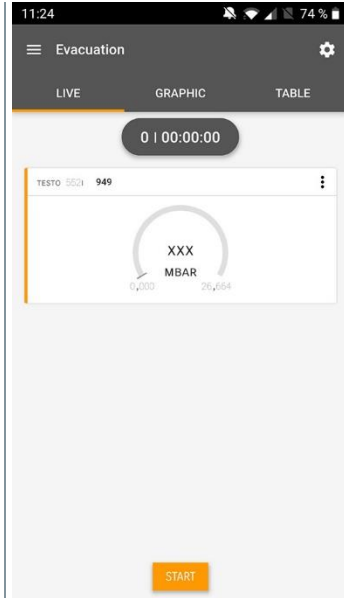 11:24 74 %
Evacuation
LIVE GRAPHIC TABLE
0 | 00:00:00
TESTO 552I 949
XXX
MBAR
0,000 26,664
START